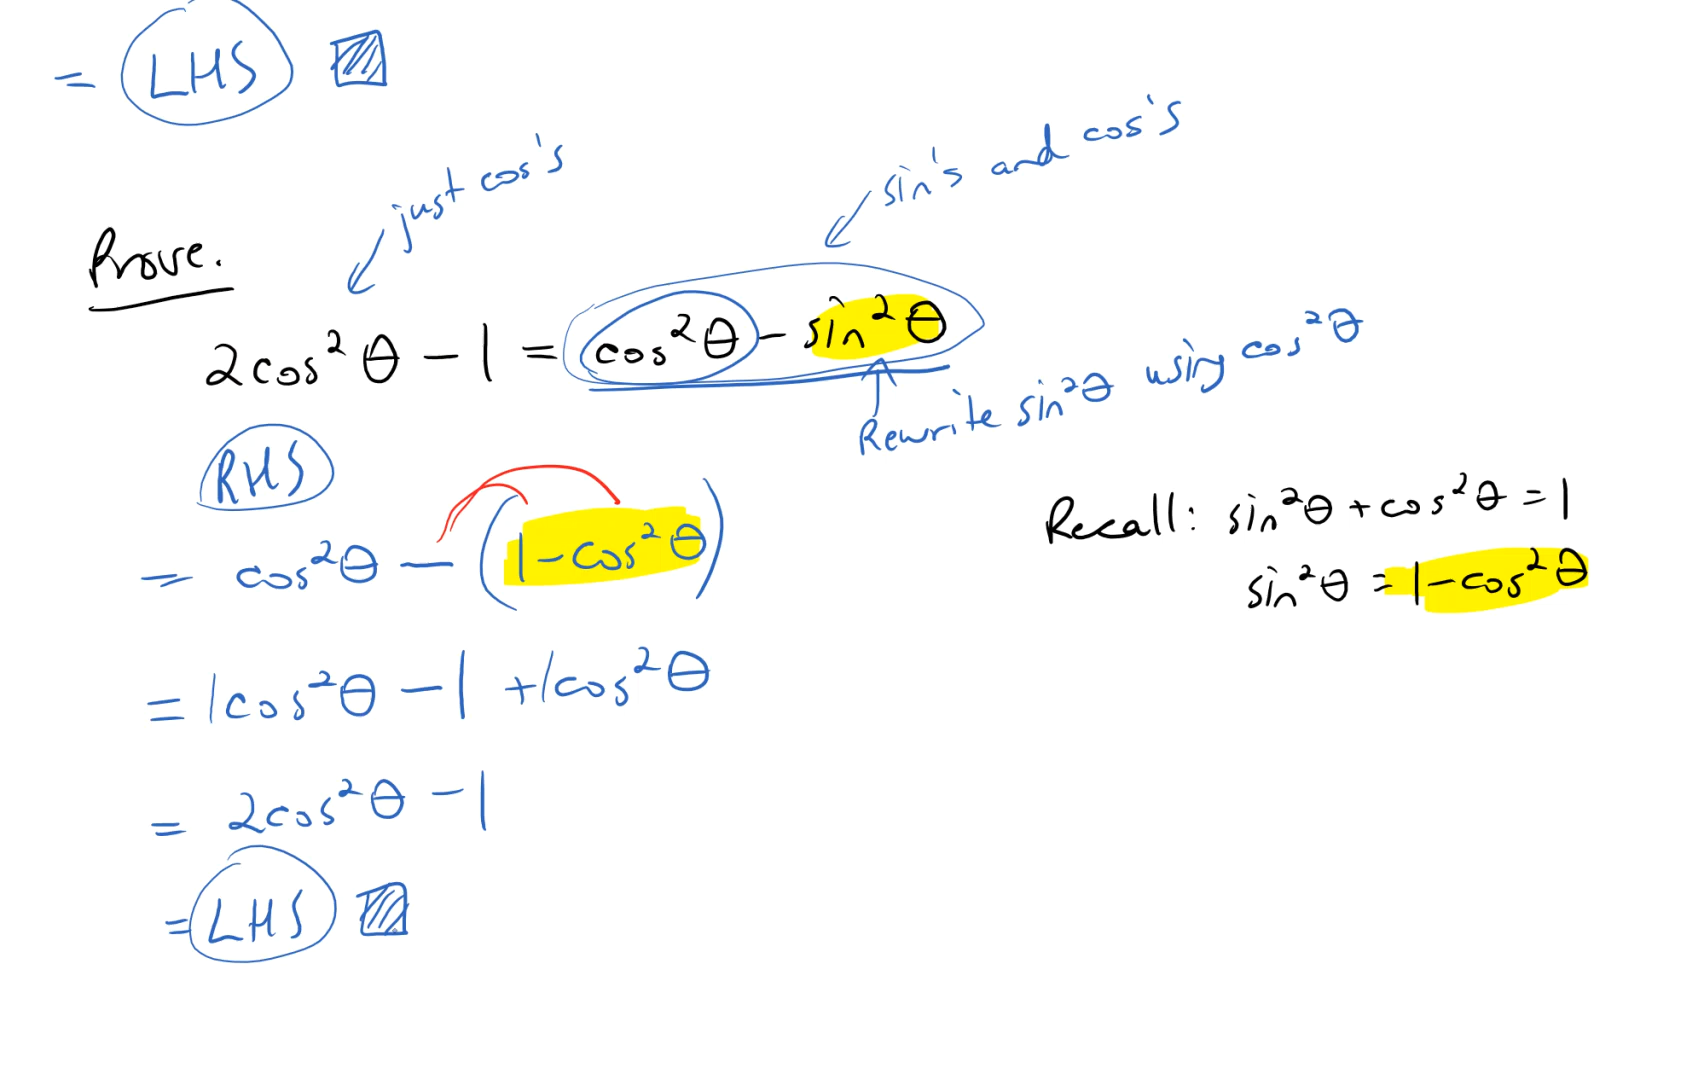 = LHS
just cos's
sin's and cos's
Prove.
2cos²θ - 1 = cos²θ - sin²θ
Rewrite sin²θ using cos²θ
RHS
= cos²θ - (1 - cos²θ)
Recall: sin²θ + cos²θ = 1
sin²θ = 1 - cos²θ
= 1cos²θ - 1 + 1cos²θ
= 2cos²θ - 1
= LHS